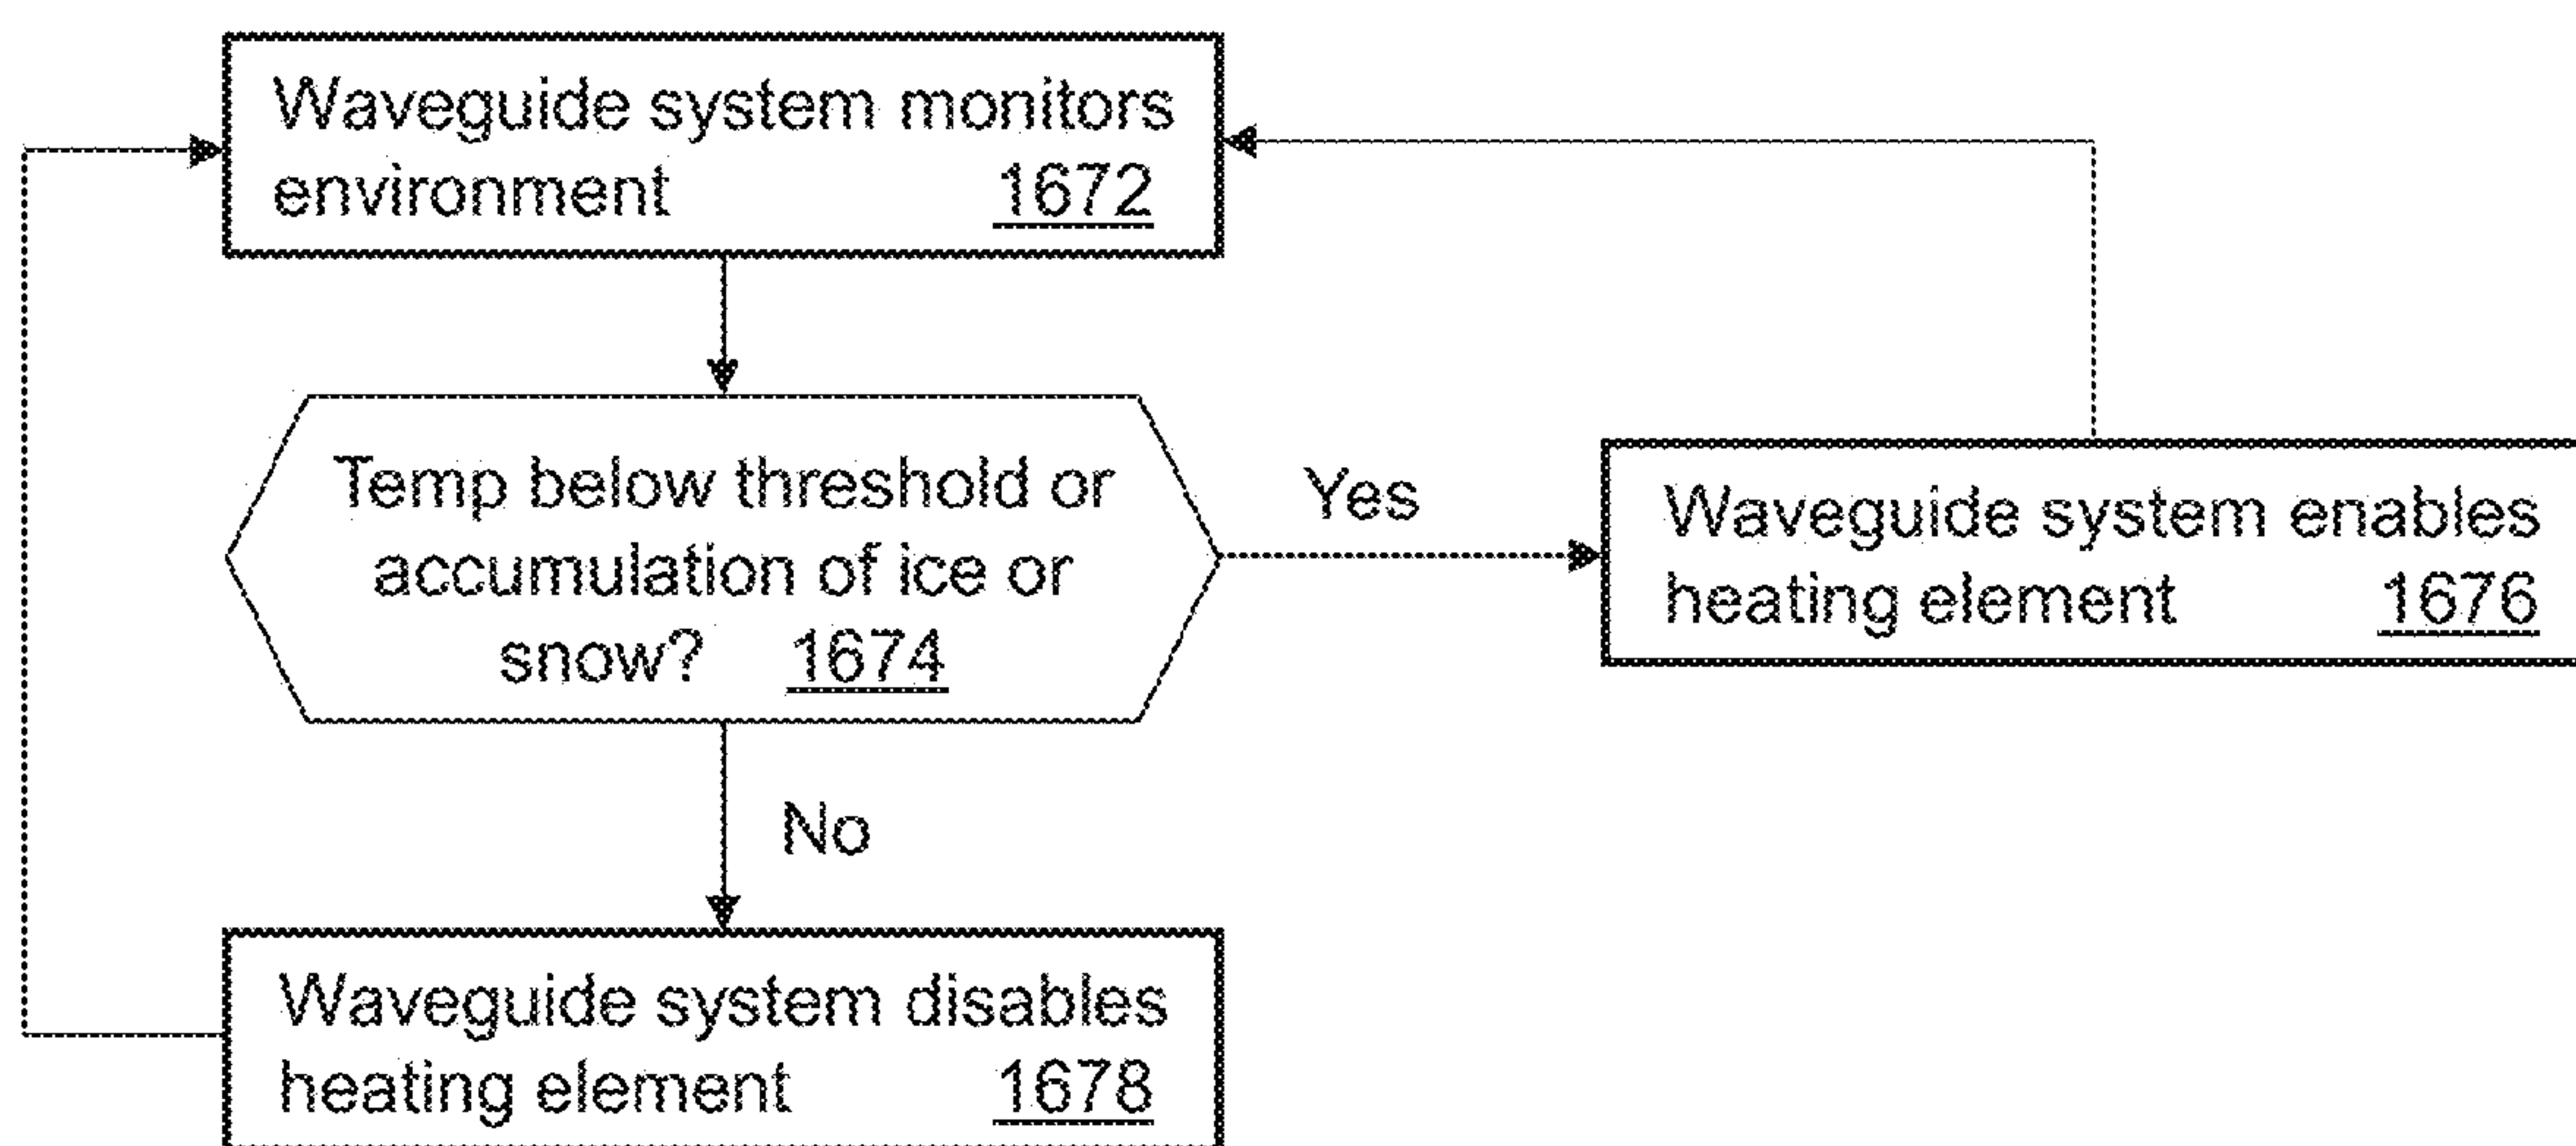 Waveguide system monitors
environment 1672
Temp below threshold or
accumulation of ice or
snow? 1674
Yes
Waveguide system enables
heating element 1676
No
Waveguide system disables
heating element 1678